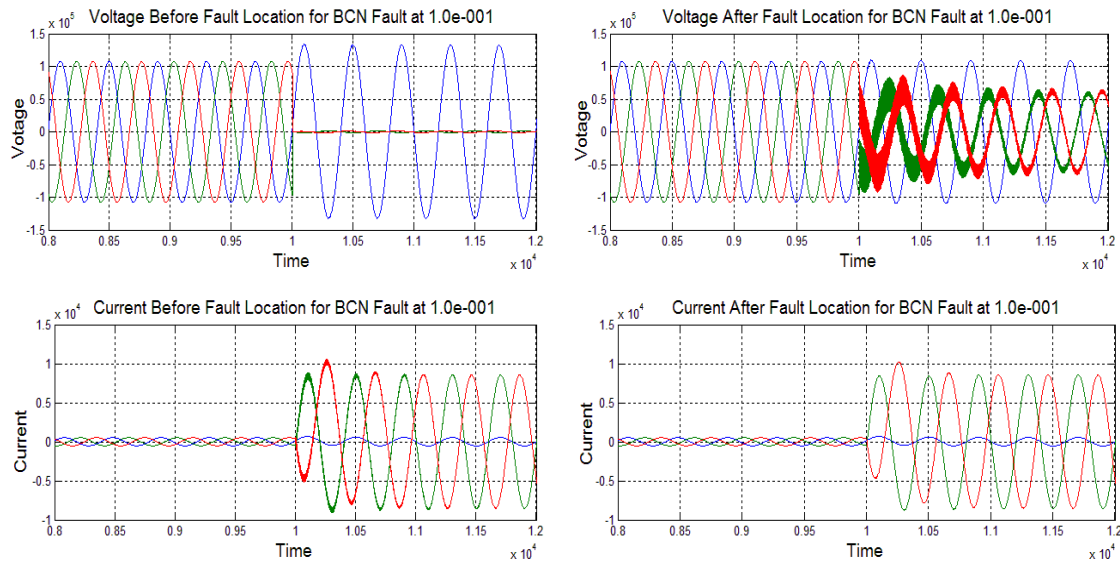 Voltage Before Fault Location for BCN Fault at 1.0e-001
x 10^5
1.5
1
0.5
0
-0.5
-1
-1.5
Votage
0.8 0.85 0.9 0.95 1 1.05 1.1 1.15 1.2
Time
x 10^4
Voltage After Fault Location for BCN Fault at 1.0e-001
x 10^5
1.5
1
0.5
0
-0.5
-1
-1.5
Votage
0.8 0.85 0.9 0.95 1 1.05 1.1 1.15 1.2
Time
x 10^4
Current Before Fault Location for BCN Fault at 1.0e-001
x 10^4
1.5
1
0.5
0
-0.5
-1
Current
0.8 0.85 0.9 0.95 1 1.05 1.1 1.15 1.2
Time
x 10^4
Current After Fault Location for BCN Fault at 1.0e-001
x 10^4
1.5
1
0.5
0
-0.5
-1
Current
0.8 0.85 0.9 0.95 1 1.05 1.1 1.15 1.2
Time
x 10^4